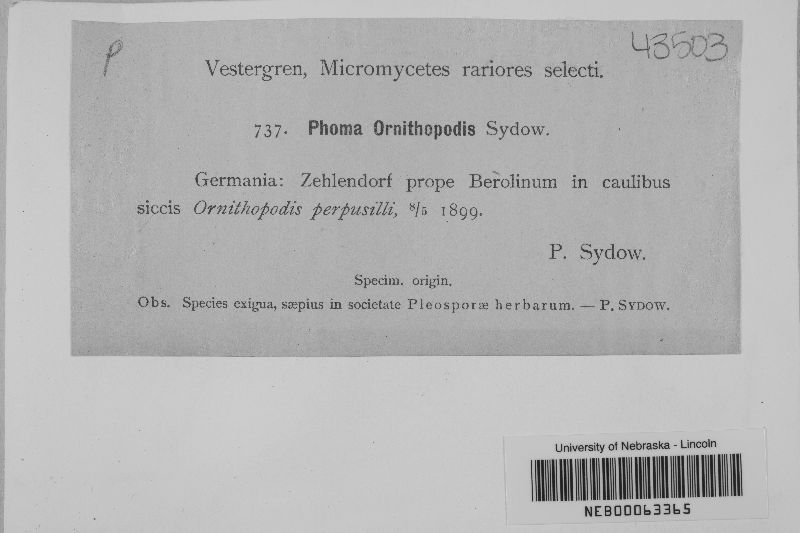 P
43503
Vestergren, Micromycetes rariores selecti.
737. Phoma Ornithopodis Sydow.
Germania: Zehlendorf prope Berolinum in caulibus
siccis Ornithopodis perpusilli, 8/5 1899.
P. Sydow.
Specim. origin.
Obs. Species exigua, sæpius in societate Pleosporæ herbarum. — P. SYDOW.
University of Nebraska - Lincoln
NEB00063365